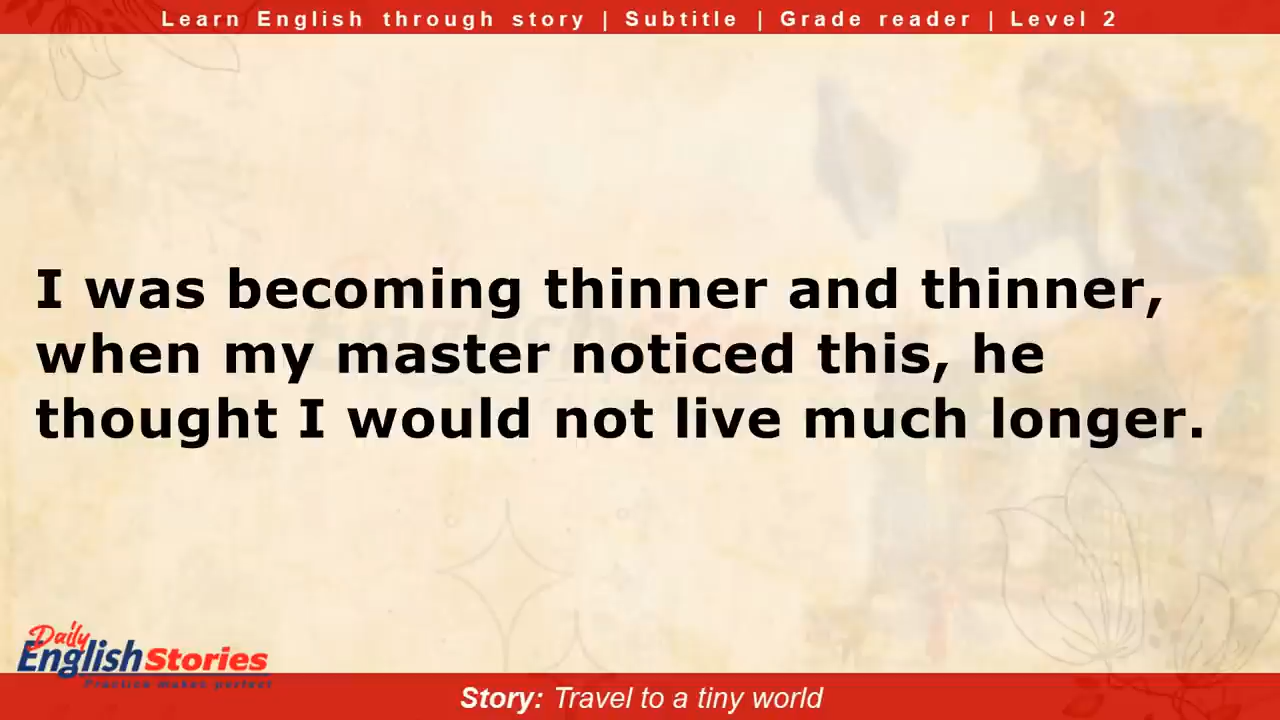 Learn English through story | Subtitle | Grade reader | Level 2
I was becoming thinner and thinner,
when my master noticed this, he
thought I would not live much longer.
Daily
English Stories
Practice makes perfect
Story: Travel to a tiny world